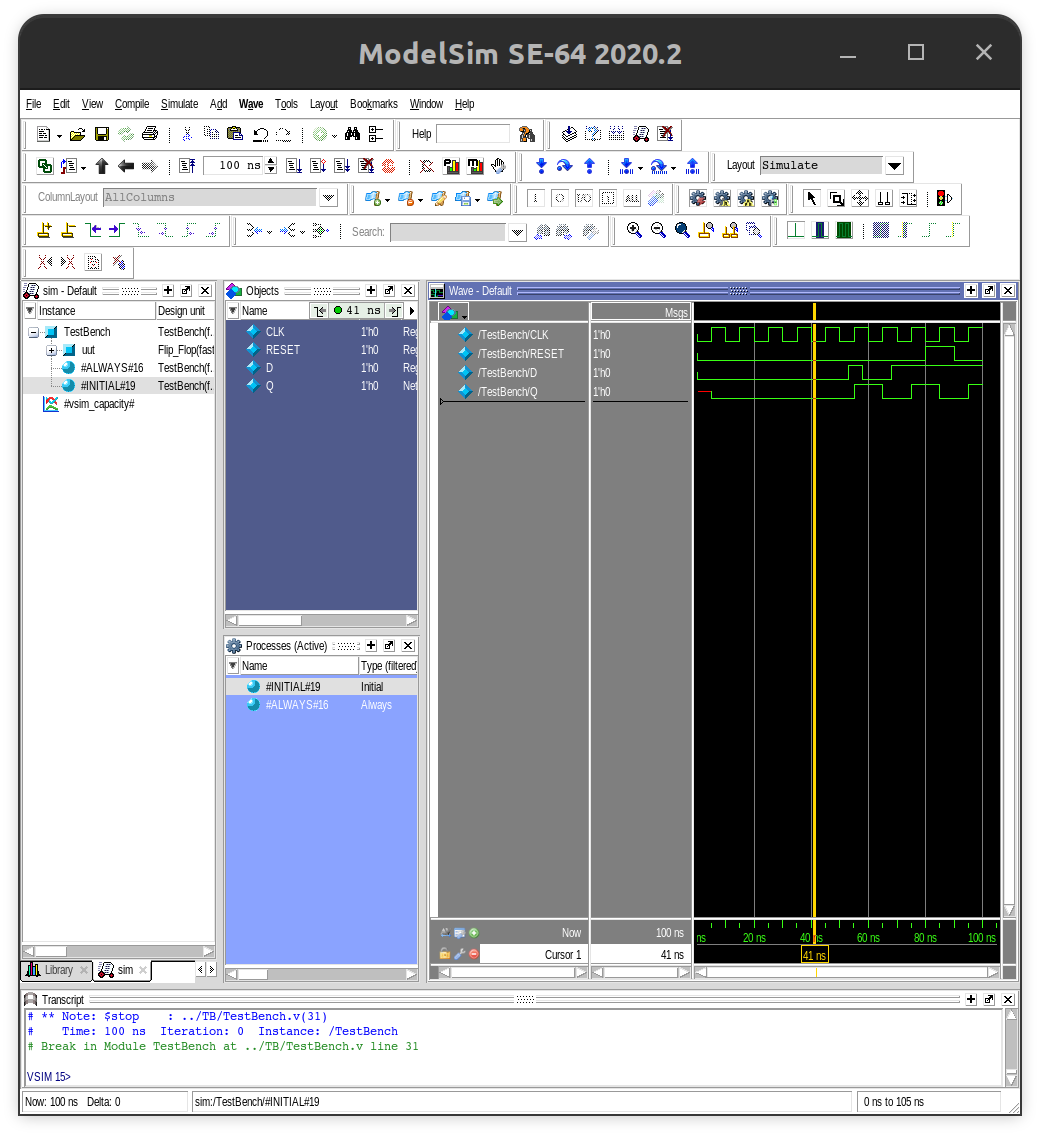 ModelSim SE-64 2020.2
File Edit View Compile Simulate Add Wave Tools Layout Bookmarks Window Help
Help
100 ns
Layout Simulate
ColumnLayout AllColumns
I O I/O ALL
Search:
sim - Default
Instance Design unit
TestBench TestBench(f.
uut Flip_Flop(fast
#ALWAYS#16 TestBench(f.
#INITIAL#19 TestBench(f.
#vsim_capacity#
Library sim
Objects
Name 41 ns
CLK 1'h0 Reg
RESET 1'h0 Reg
D 1'h0 Reg
Q 1'h0 Net
Processes (Active)
Name Type (filtered
#INITIAL#19 Initial
#ALWAYS#16 Always
Wave - Default
Msgs
/TestBench/CLK 1'h0
/TestBench/RESET 1'h0
/TestBench/D 1'h0
/TestBench/Q 1'h0
Now 100 ns
ns 20 ns 40 ns 60 ns 80 ns 100 ns
Cursor 1 41 ns
41 ns
Transcript
# ** Note: $stop    : ../TB/TestBench.v(31)
#    Time: 100 ns  Iteration: 0  Instance: /TestBench
# Break in Module TestBench at ../TB/TestBench.v line 31
VSIM 15>
Now: 100 ns Delta: 0 sim:/TestBench/#INITIAL#19 0 ns to 105 ns